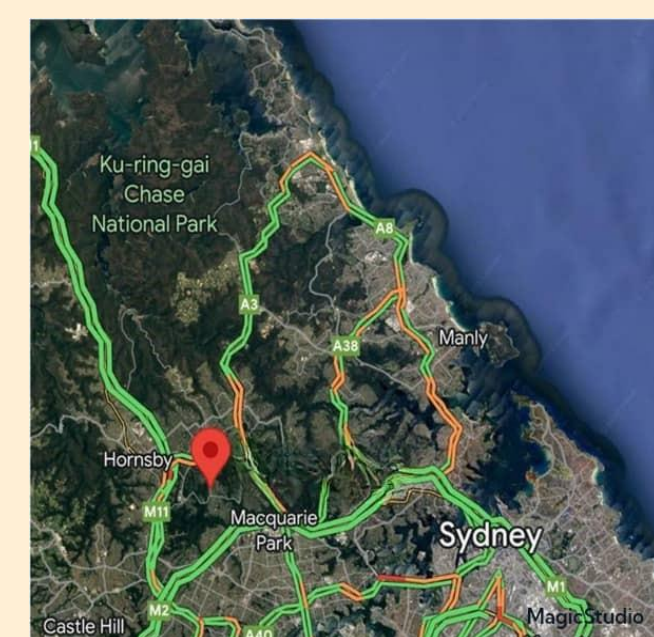 1
Ku-ring-gai
Chase
National Park
A8
A3
A38
Manly
Hornsby
M11
Macquarie
Park
Sydney
M1
M2
MagicStudio
Castle Hill
A40